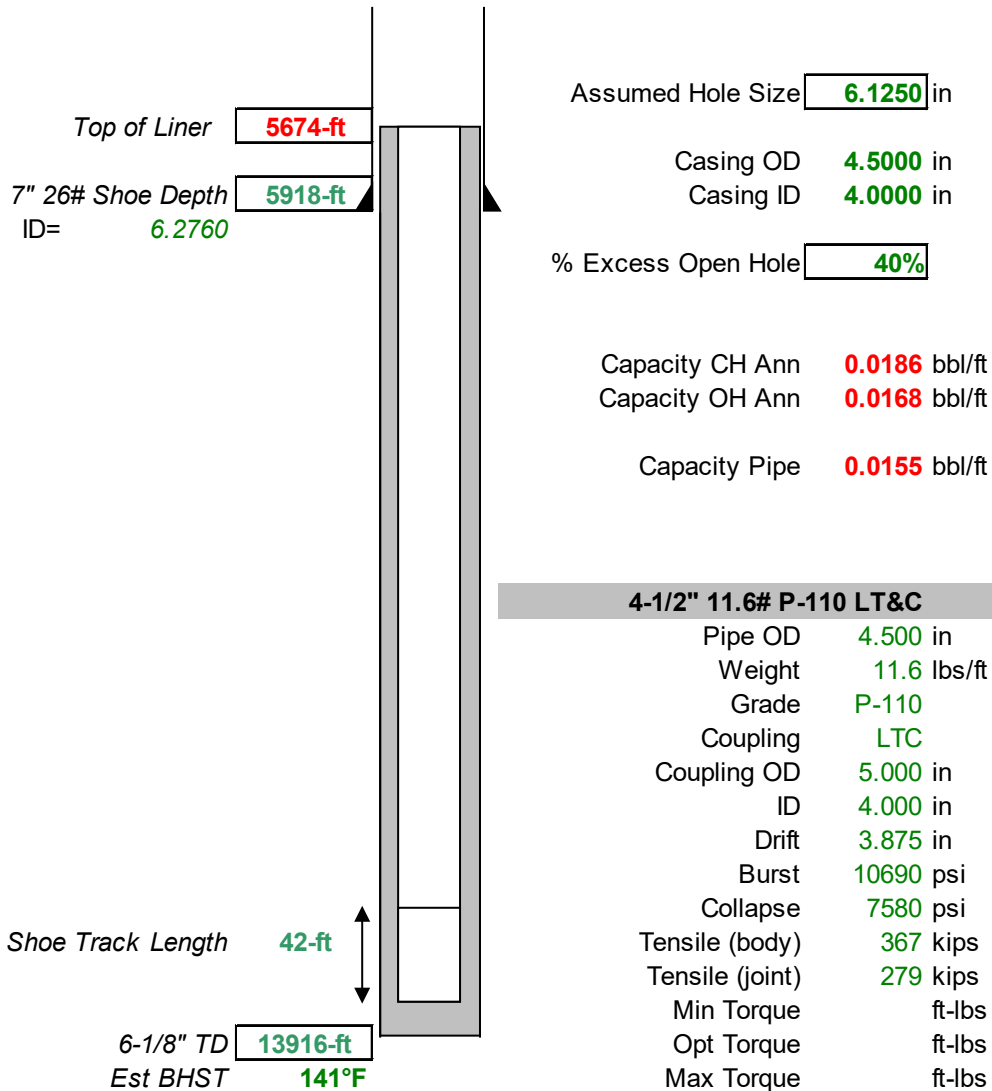 Assumed Hole Size 6.1250 in
Top of Liner 5674-ft
Casing OD 4.5000 in
7" 26# Shoe Depth 5918-ft
Casing ID 4.0000 in
ID= 6.2760
% Excess Open Hole 40%
Capacity CH Ann 0.0186 bbl/ft
Capacity OH Ann 0.0168 bbl/ft
Capacity Pipe 0.0155 bbl/ft
4-1/2" 11.6# P-110 LT&C
Pipe OD 4.500 in
Weight 11.6 lbs/ft
Grade P-110
Coupling LTC
Coupling OD 5.000 in
ID 4.000 in
Drift 3.875 in
Burst 10690 psi
Collapse 7580 psi
Shoe Track Length 42-ft
Tensile (body) 367 kips
Tensile (joint) 279 kips
Min Torque ft-lbs
6-1/8" TD 13916-ft
Opt Torque ft-lbs
Est BHST 141°F
Max Torque ft-lbs